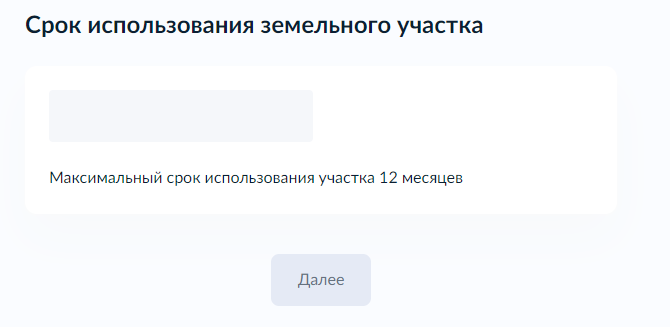 Срок использования земельного участка
Максимальный срок использования участка 12 месяцев
Далее